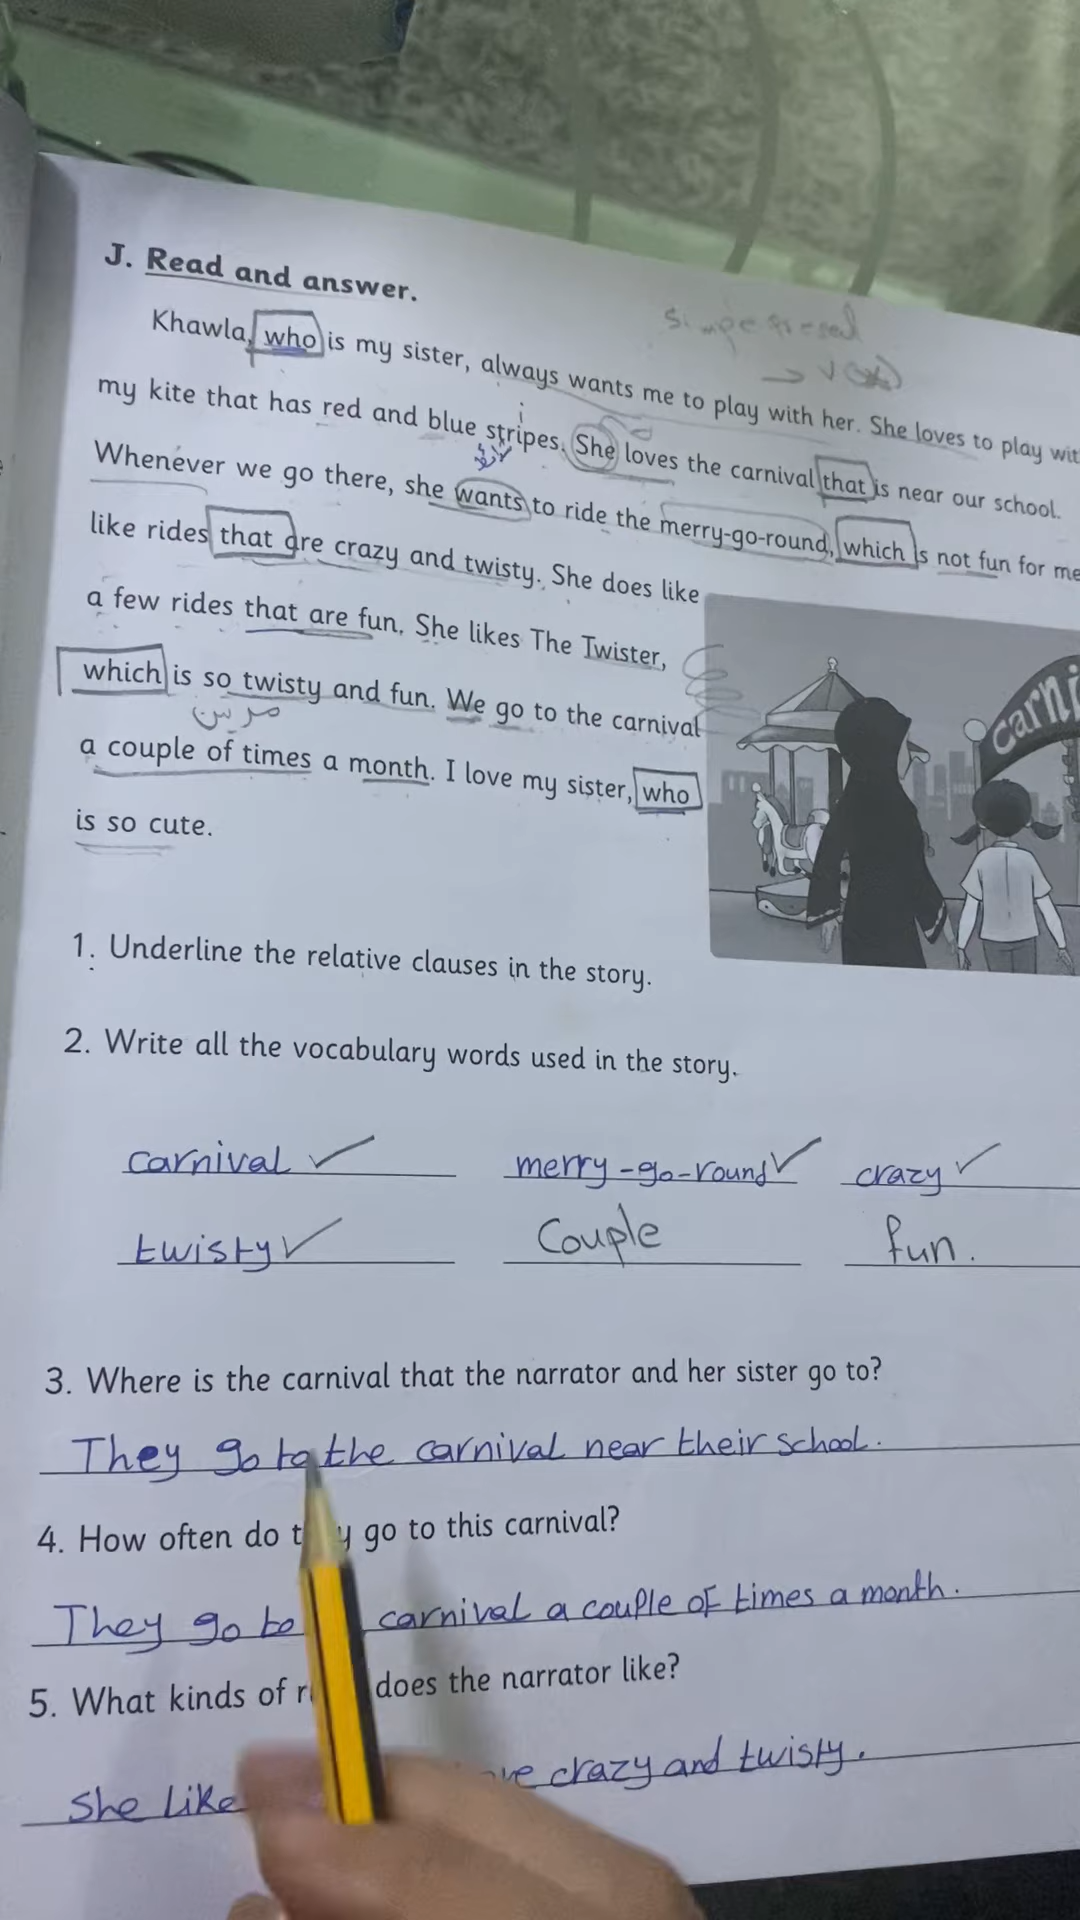 J. Read and answer.
Khawla, who is my sister, always wants me to play with her. She loves to play wit
my kite that has red and blue stripes. She loves the carnival that is near our school.
Whenever we go there, she wants to ride the merry-go-round, which is not fun for me
like rides that are crazy and twisty. She does like
a few rides that are fun. She likes The Twister,
which is so twisty and fun. We go to the carnival
a couple of times a month. I love my sister, who
is so cute.
carni
1. Underline the relative clauses in the story.
2. Write all the vocabulary words used in the story.
carnival ✓ merry-go-round ✓ crazy ✓
twisty ✓ Couple fun.
3. Where is the carnival that the narrator and her sister go to?
They go to the carnival near their school.
4. How often do they go to this carnival?
They go to carnival a couple of times a month.
5. What kinds of does the narrator like?
She like crazy and twisty.